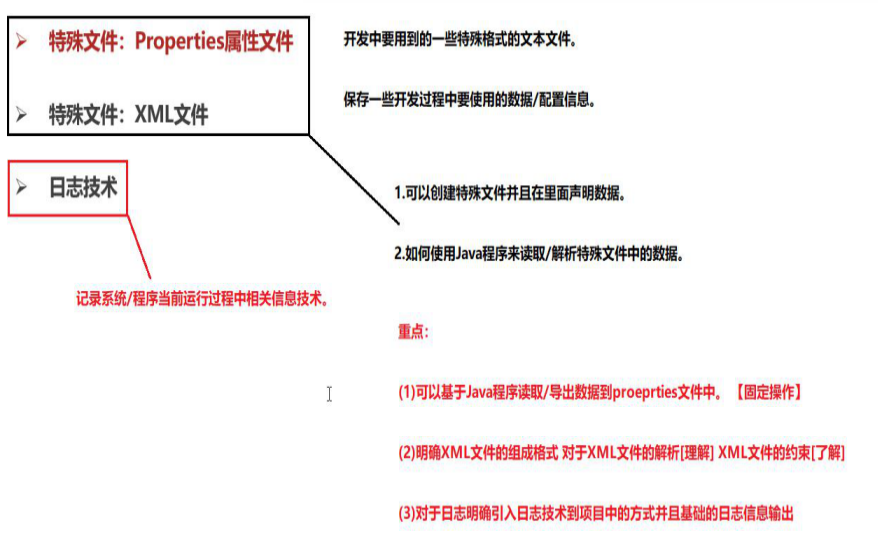 特殊文件：Properties属性文件
特殊文件：XML文件
日志技术
记录系统/程序当前运行过程中相关信息技术。
开发中要用到的一些特殊格式的文本文件。
保存一些开发过程中要使用的数据/配置信息。
1.可以创建特殊文件并且在里面声明数据。
2.如何使用Java程序来读取/解析特殊文件中的数据。
重点：
(1)可以基于Java程序读取/导出数据到proeprties文件中。【固定操作】
(2)明确XML文件的组成格式 对于XML文件的解析[理解] XML文件的约束[了解]
(3)对于日志明确引入日志技术到项目中的方式并且基础的日志信息输出